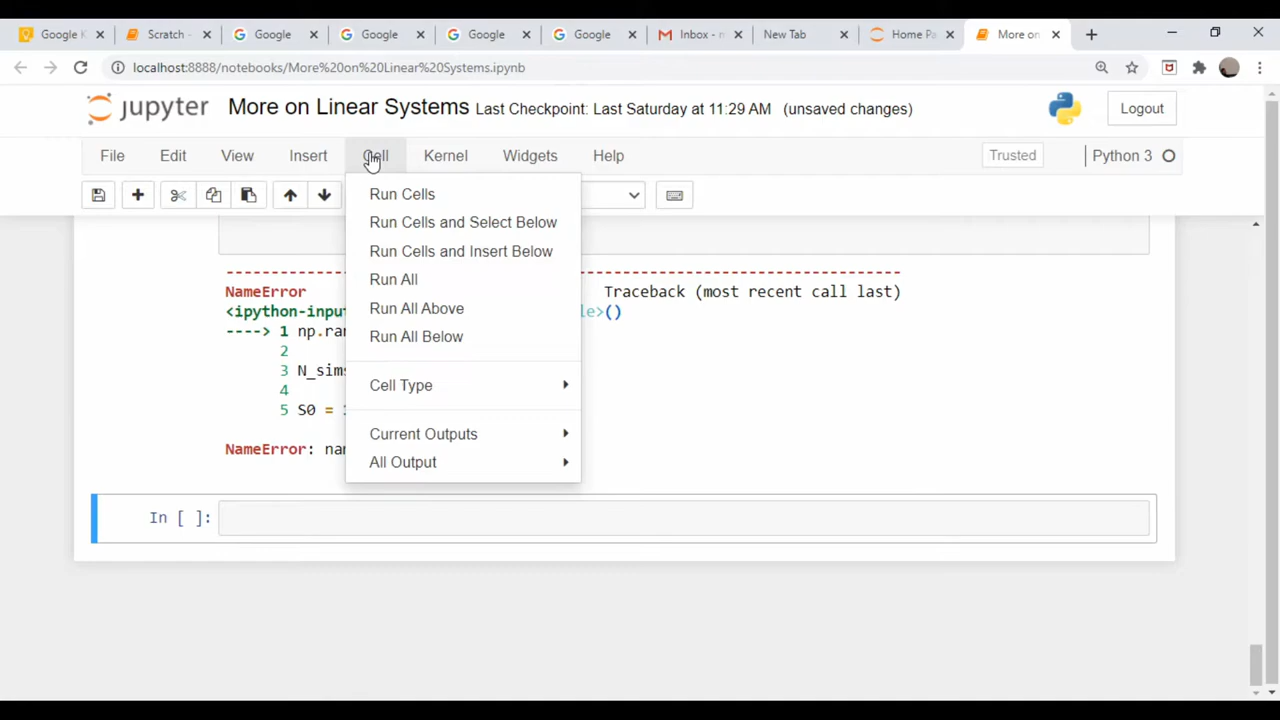 Google K
Scratch -
Google
Google
Google
Google
Inbox - n
New Tab
Home Pa
More on
localhost:8888/notebooks/More%20on%20Linear%20Systems.ipynb
jupyter More on Linear Systems Last Checkpoint: Last Saturday at 11:29 AM (unsaved changes)
Logout
File Edit View Insert Cell Kernel Widgets Help
Trusted
Python 3
Run Cells
Run Cells and Select Below
Run Cells and Insert Below
Run All
Run All Above
Run All Below
Cell Type
Current Outputs
All Output
---------------------------------------------------------------------------
NameError Traceback (most recent call last)
<ipython-input le>()
----> 1 np.ran
2
3 N_sims
4
5 S0 =
NameError: nam
In [ ]: